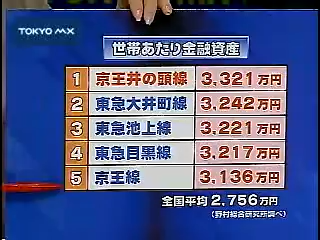 TOKYO MX
世帯あたり金融資産
1 京王井の頭線 3,321万円
2 東急大井町線 3,242万円
3 東急池上線 3,221万円
4 東急目黒線 3,217万円
5 京王線 3,136万円
全国平均 2,756万円
(野村総合研究所調べ)